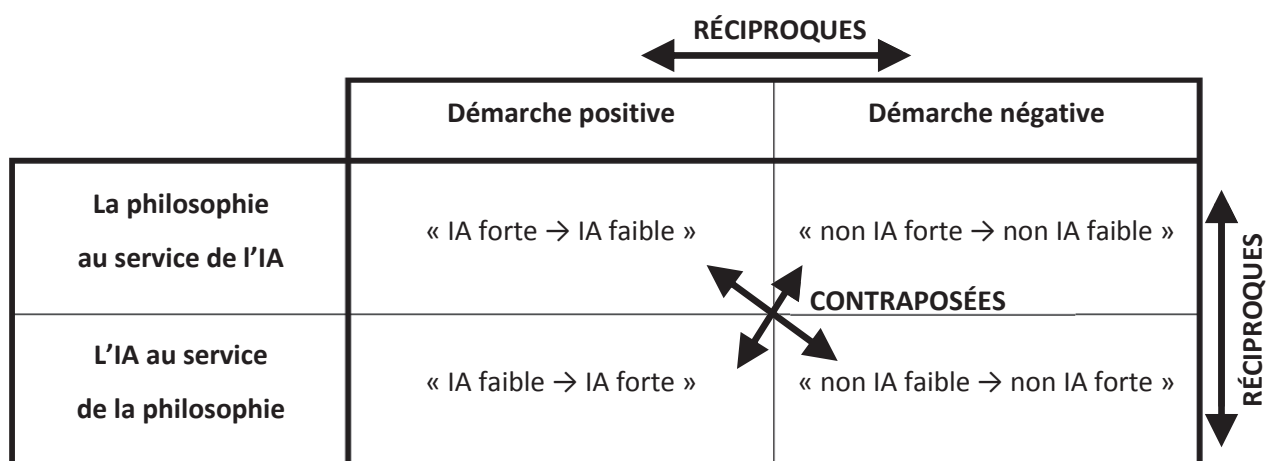 RÉCIPROQUES
Démarche positive
Démarche négative
La philosophie
au service de l’IA
« IA forte → IA faible »
« non IA forte → non IA faible »
CONTRAPOSÉES
RÉCIPROQUES
L’IA au service
de la philosophie
« IA faible → IA forte »
« non IA faible → non IA forte »